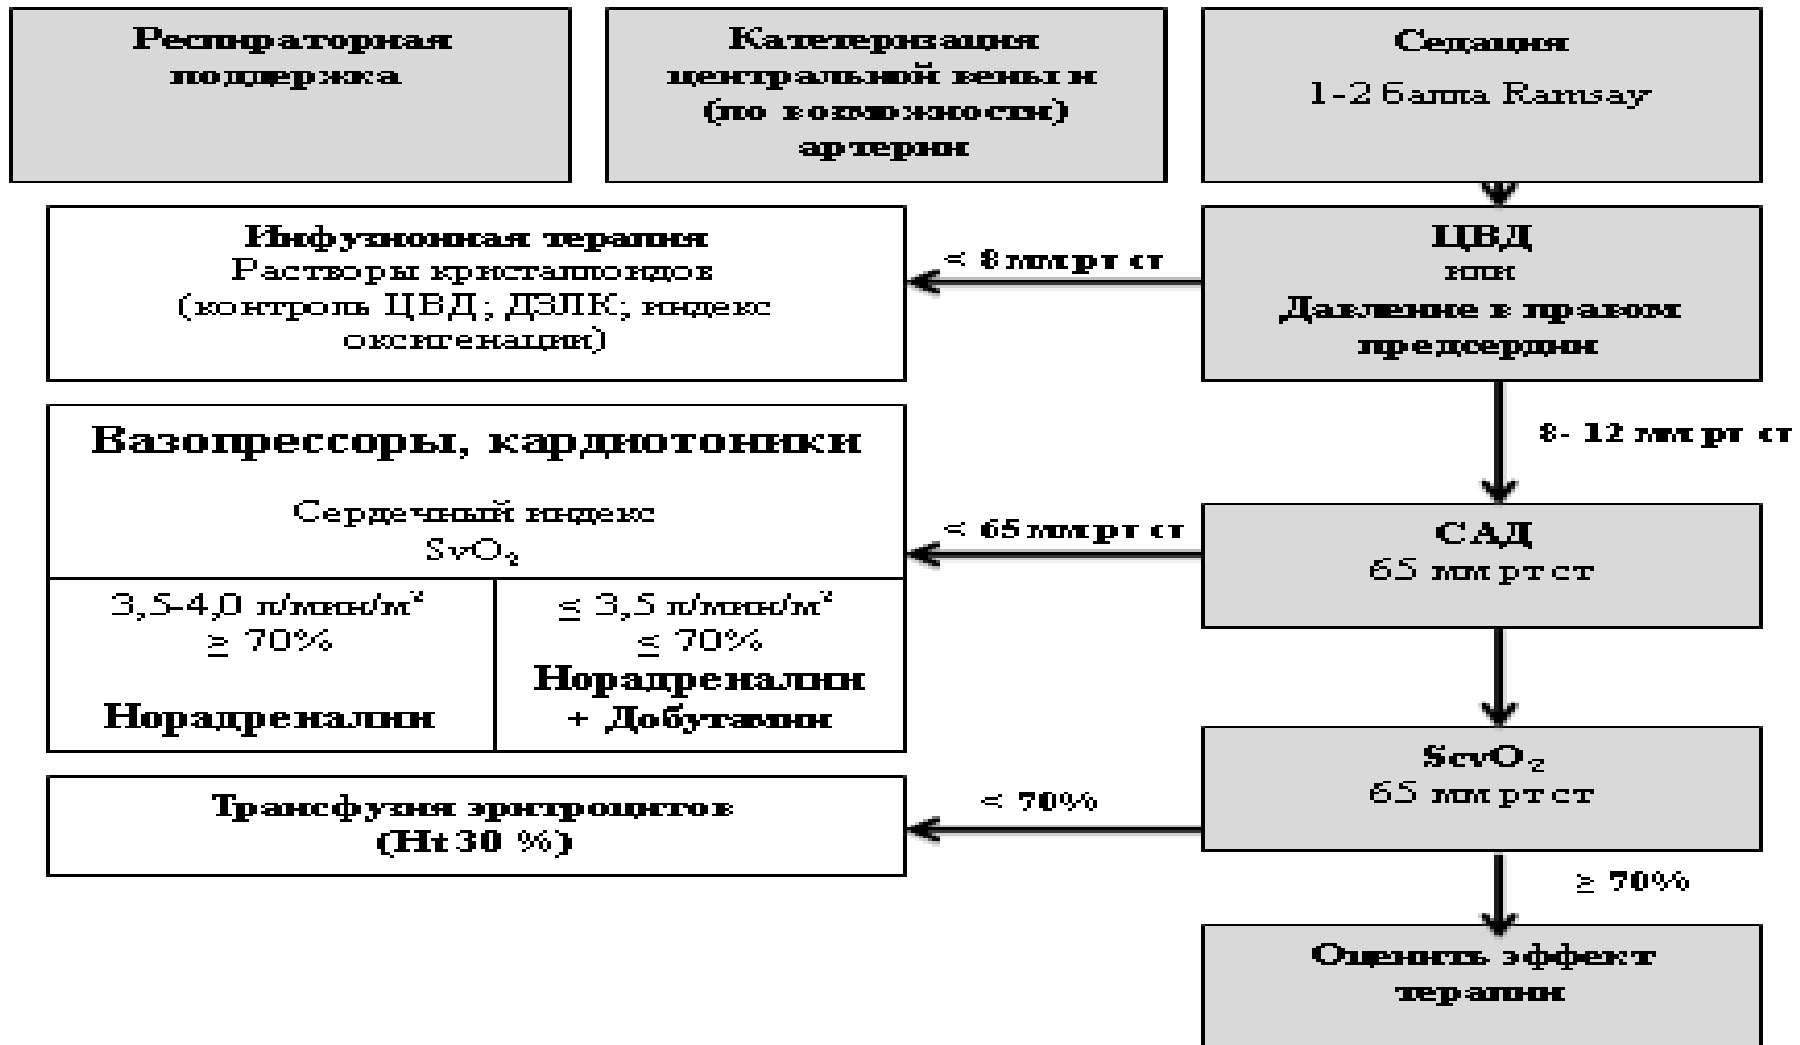 Респираторная
поддержка
Катетеризация
центральной вены и
(по возможности)
артерии
Седация
1-2 балла Ramsay
Инфузионная терапия
Растворы кристаллоидов
(контроль ЦВД; ДЗЛК; индекс
оксигенации)
< 8 мм рт ст
ЦВД
или
Давление в правом
предсердии
8- 12 мм рт ст
Вазопрессоры, кардиотоники
Сердечный индекс
SvO₂
3,5-4,0 л/мин/м²
≥ 70%
Норадреналин
≤ 3,5 л/мин/м²
≤ 70%
Норадреналин
+ Добутамин
< 65 мм рт ст
САД
65 мм рт ст
Трансфузия эритроцитов
(Ht 30 %)
< 70%
ScvO₂
65 мм рт ст
≥ 70%
Оценить эффект
терапии